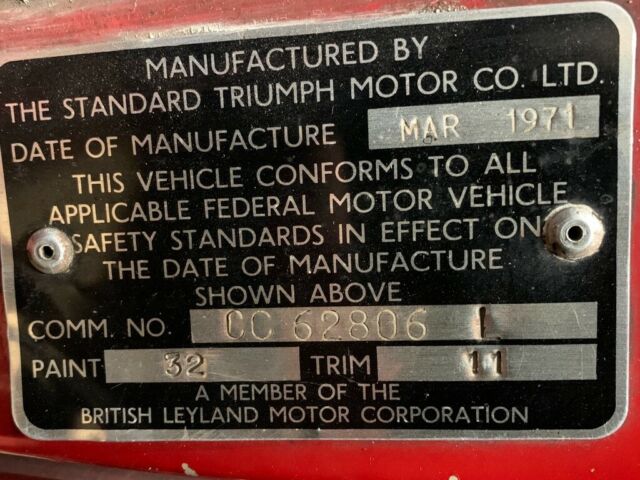 MANUFACTURED BY
THE STANDARD TRIUMPH MOTOR CO. LTD.
DATE OF MANUFACTURE MAR 1971
THIS VEHICLE CONFORMS TO ALL
APPLICABLE FEDERAL MOTOR VEHICLE
SAFETY STANDARDS IN EFFECT ON
THE DATE OF MANUFACTURE
SHOWN ABOVE
COMM. NO. CC 62806 L
PAINT 32 TRIM 11
A MEMBER OF THE
BRITISH LEYLAND MOTOR CORPORATION